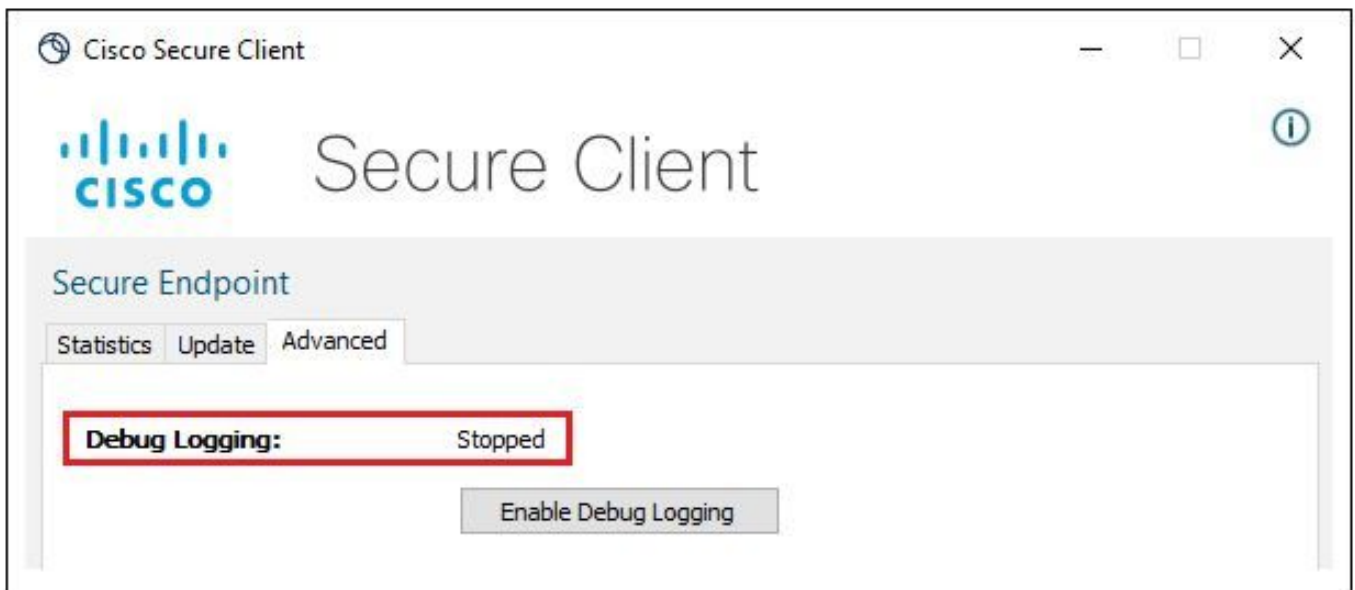 Cisco Secure Client
CISCO Secure Client
Secure Endpoint
Statistics Update Advanced
Debug Logging: Stopped
Enable Debug Logging